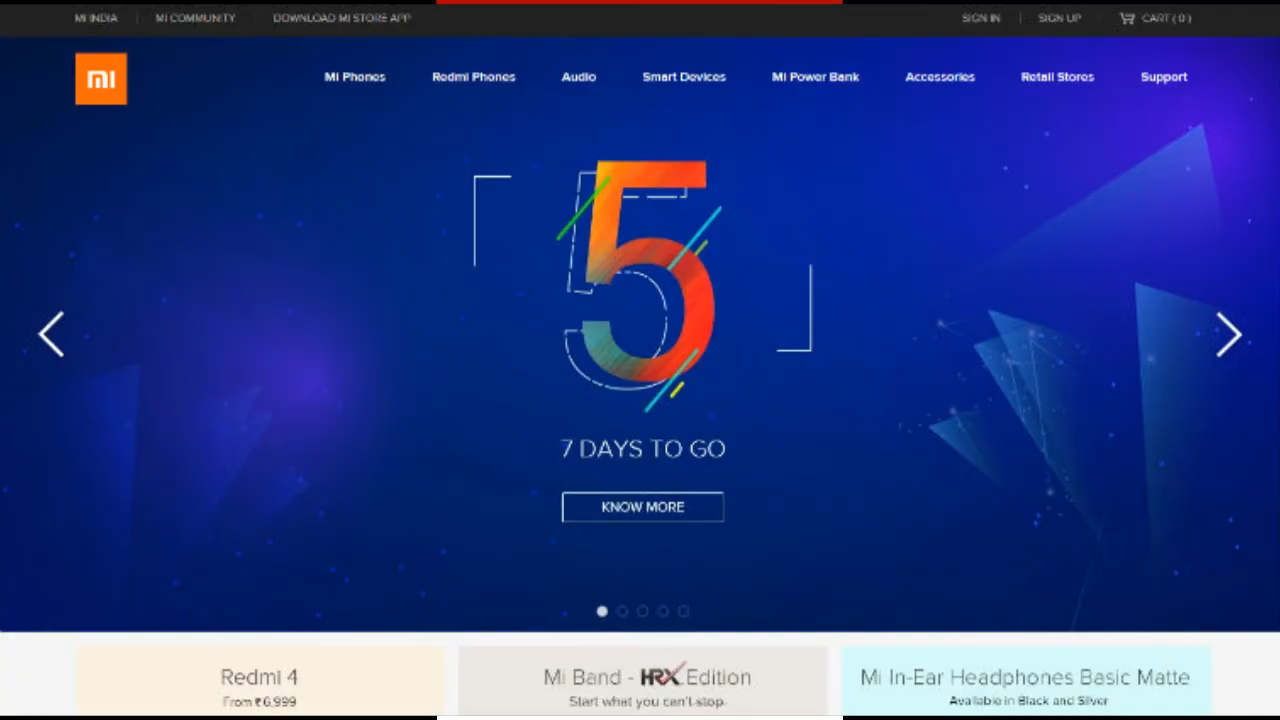 MI INDIA | MI COMMUNITY | DOWNLOAD MI STORE APP SIGN IN | SIGN UP CART ( 0 )
mi Mi Phones Redmi Phones Audio Smart Devices Mi Power Bank Accessories Retail Stores Support
5
7 DAYS TO GO
KNOW MORE
Redmi 4 Mi Band - HRX Edition Mi In-Ear Headphones Basic Matte
From ₹6,999 Start what you can't stop. Available in Black and Silver